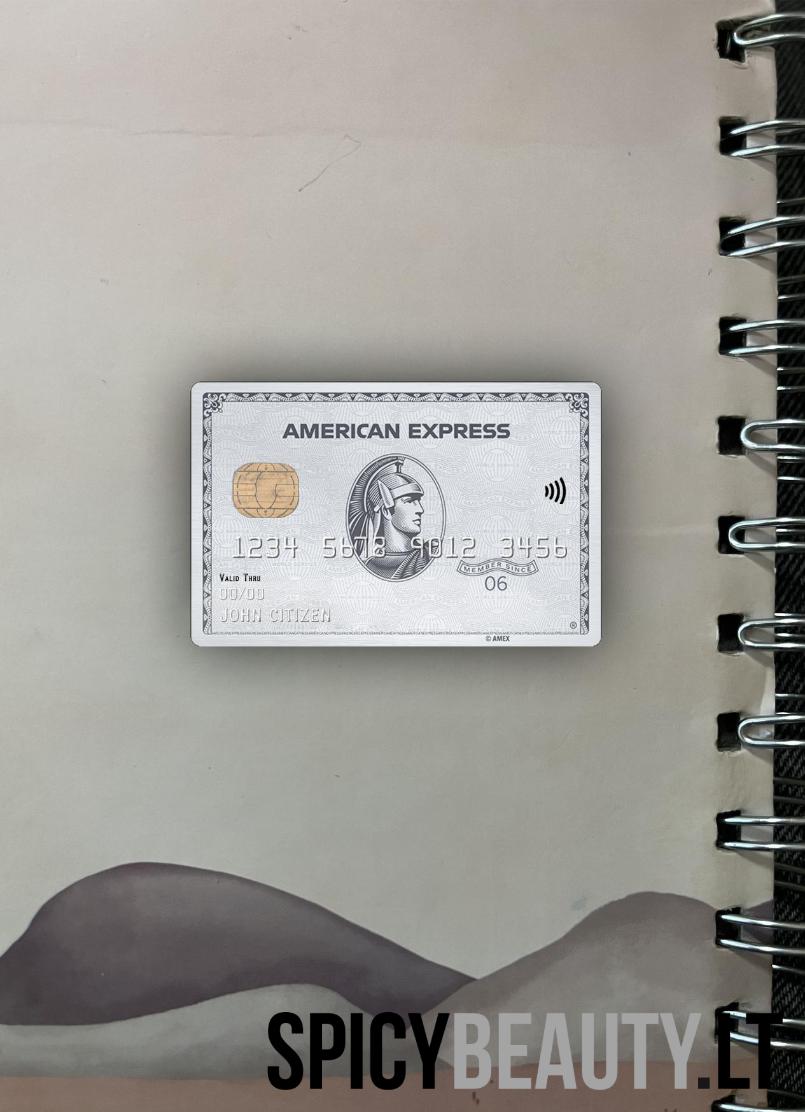 AMERICAN EXPRESS
1234 5678 9012 3456
MEMBER SINCE
06
VALID THRU
00/00
JOHN CITIZEN
®
© AMEX
SPICYBEAUTY.LT